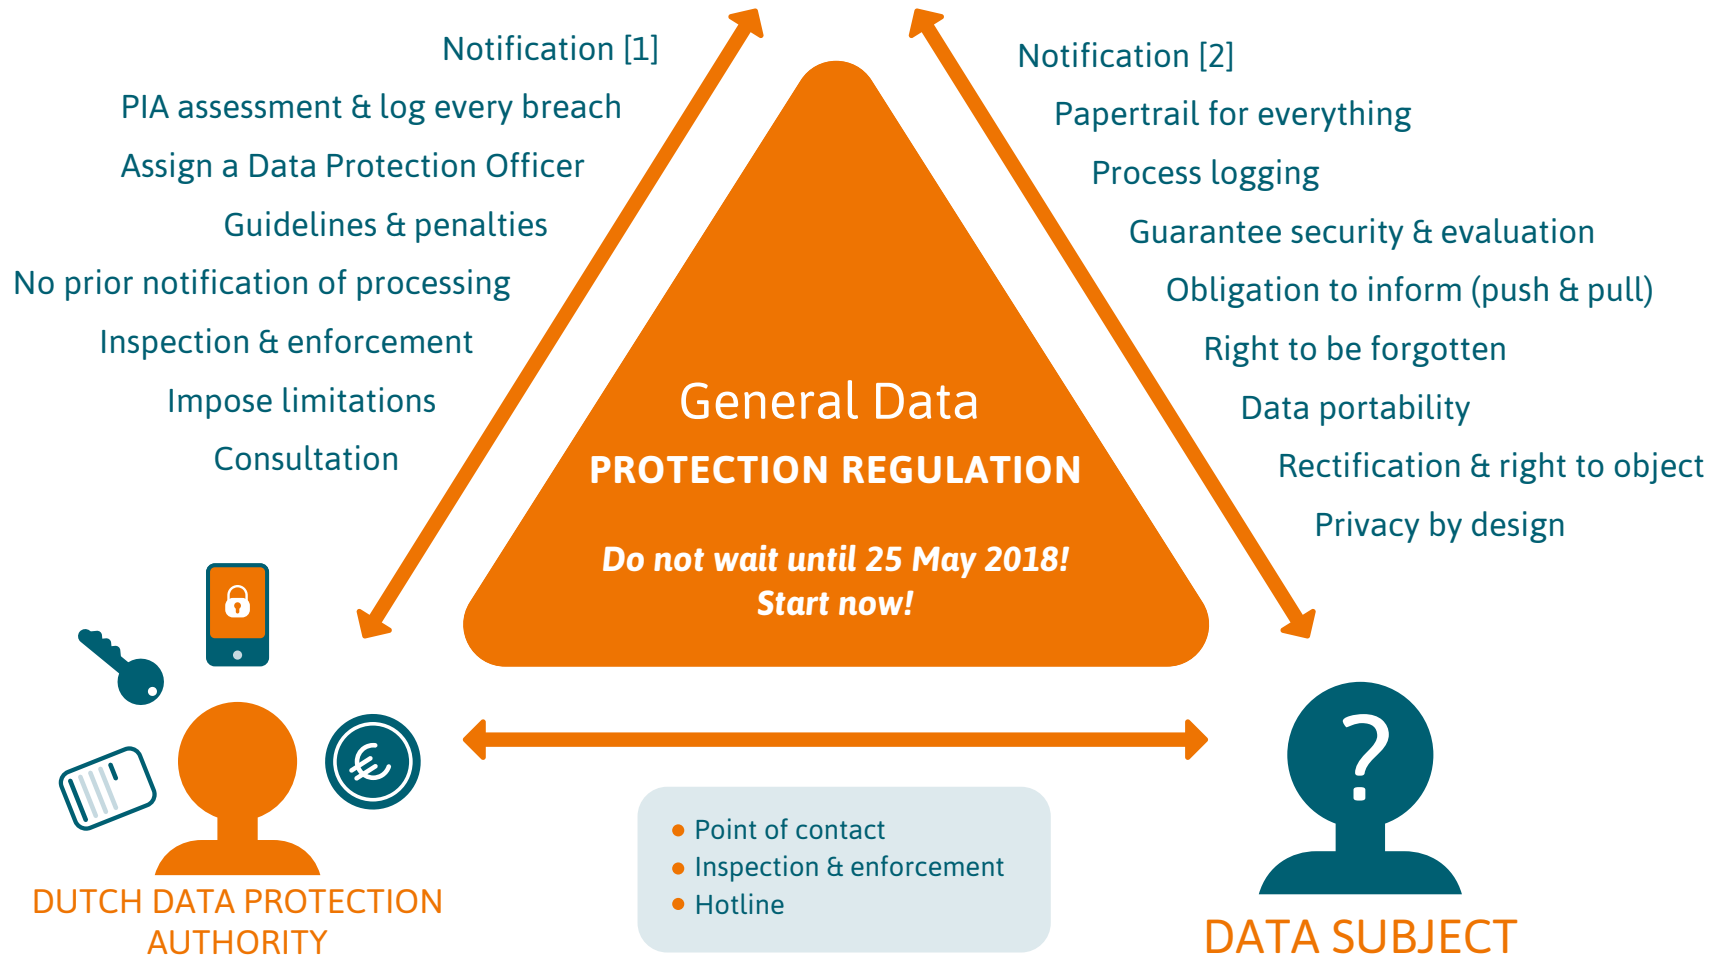 Notification [1]
PIA assessment & log every breach
Assign a Data Protection Officer
Guidelines & penalties
No prior notification of processing
Inspection & enforcement
Impose limitations
Consultation
Notification [2]
Papertrail for everything
Process logging
Guarantee security & evaluation
Obligation to inform (push & pull)
Right to be forgotten
Data portability
Rectification & right to object
Privacy by design
General Data
PROTECTION REGULATION
Do not wait until 25 May 2018!
Start now!
€
?
Point of contact
Inspection & enforcement
Hotline
DUTCH DATA PROTECTION
AUTHORITY
DATA SUBJECT